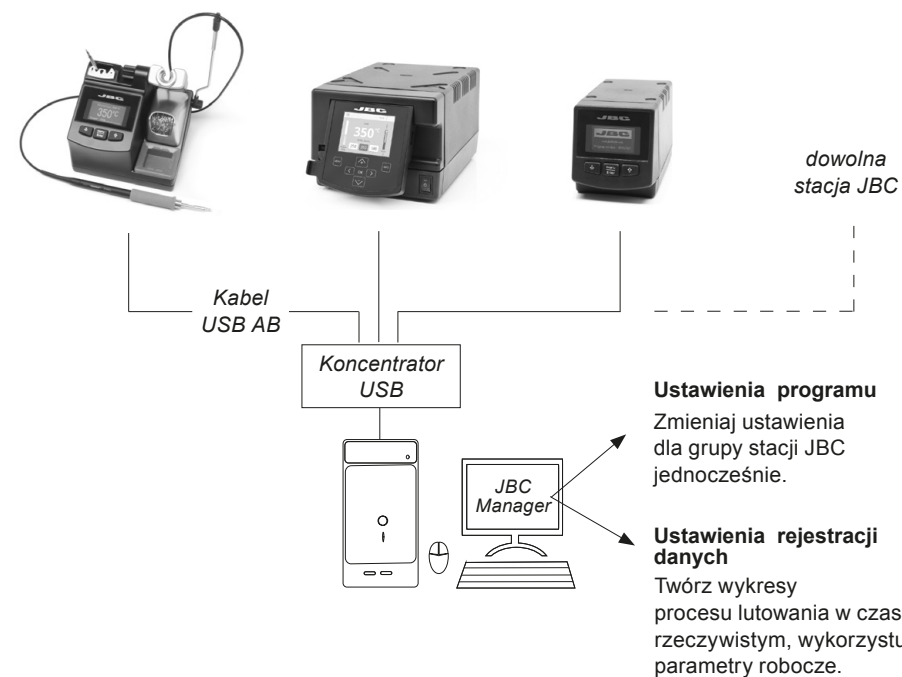 JBC
350°C
JBC
350°C
JBC
JBC
dowolna
stacja JBC
Kabel
USB AB
Koncentrator
USB
JBC
Manager
Ustawienia programu
Zmieniaj ustawienia
dla grupy stacji JBC
jednocześnie.
Ustawienia rejestracji
danych
Twórz wykresy
procesu lutowania w czas
rzeczywistym, wykorzystu
parametry robocze.